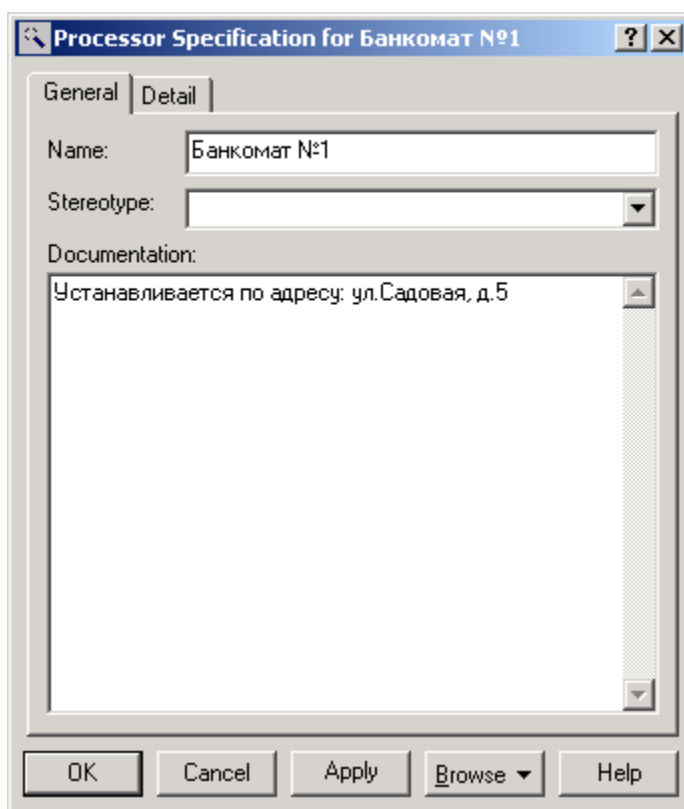 Processor Specification for Банкомат №1
General Detail
Name: Банкомат №1
Stereotype:
Documentation:
Устанавливается по адресу: ул.Садовая, д.5
OK Cancel Apply Browse Help